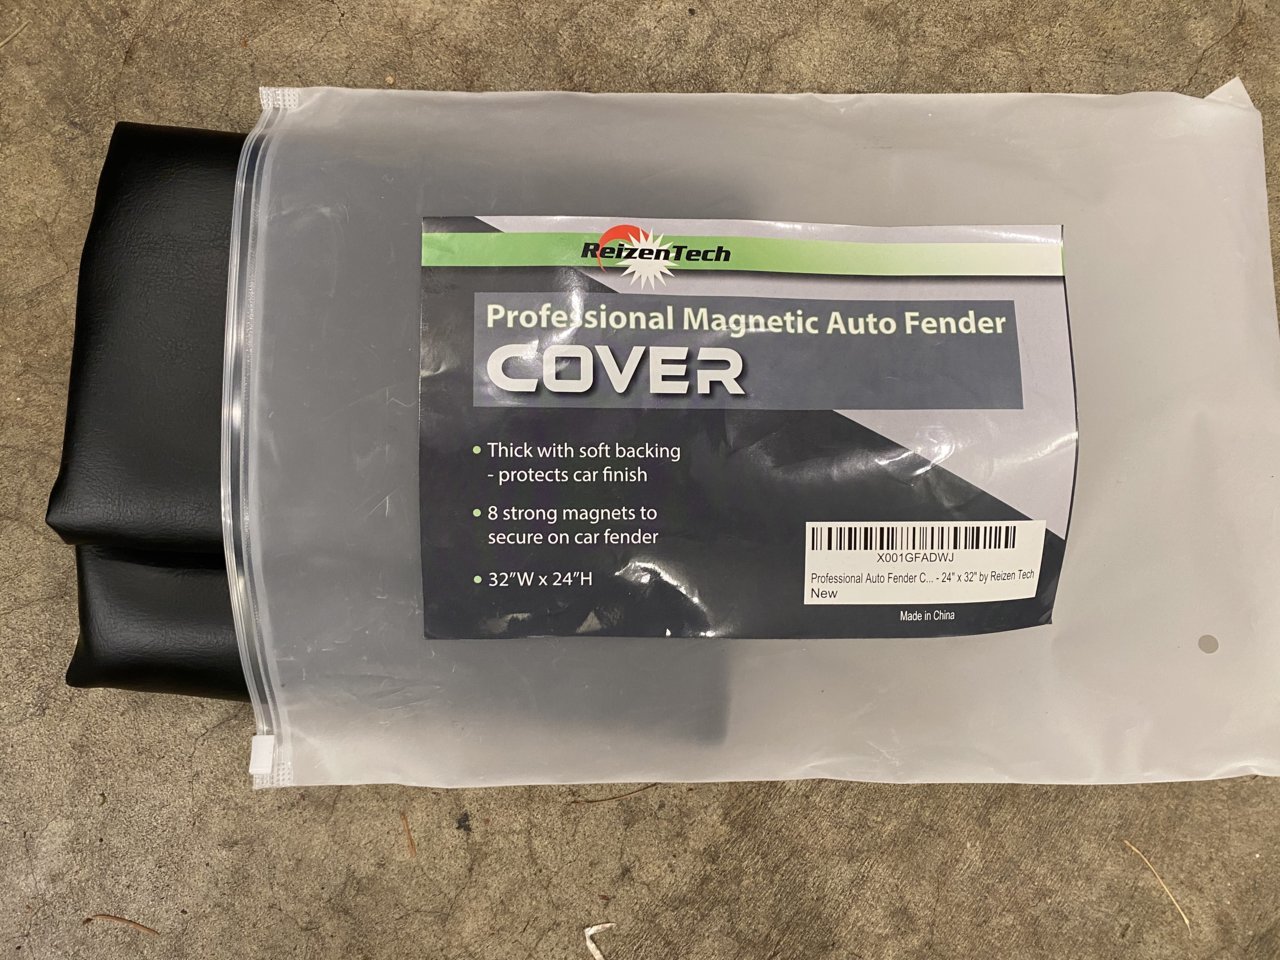 ReizenTech
Professional Magnetic Auto Fender
COVER
• Thick with soft backing
- protects car finish
• 8 strong magnets to
secure on car fender
• 32”W x 24”H
X001GFADWJ
Professional Auto Fender C... - 24" x 32" by Reizen Tech
New
Made in China